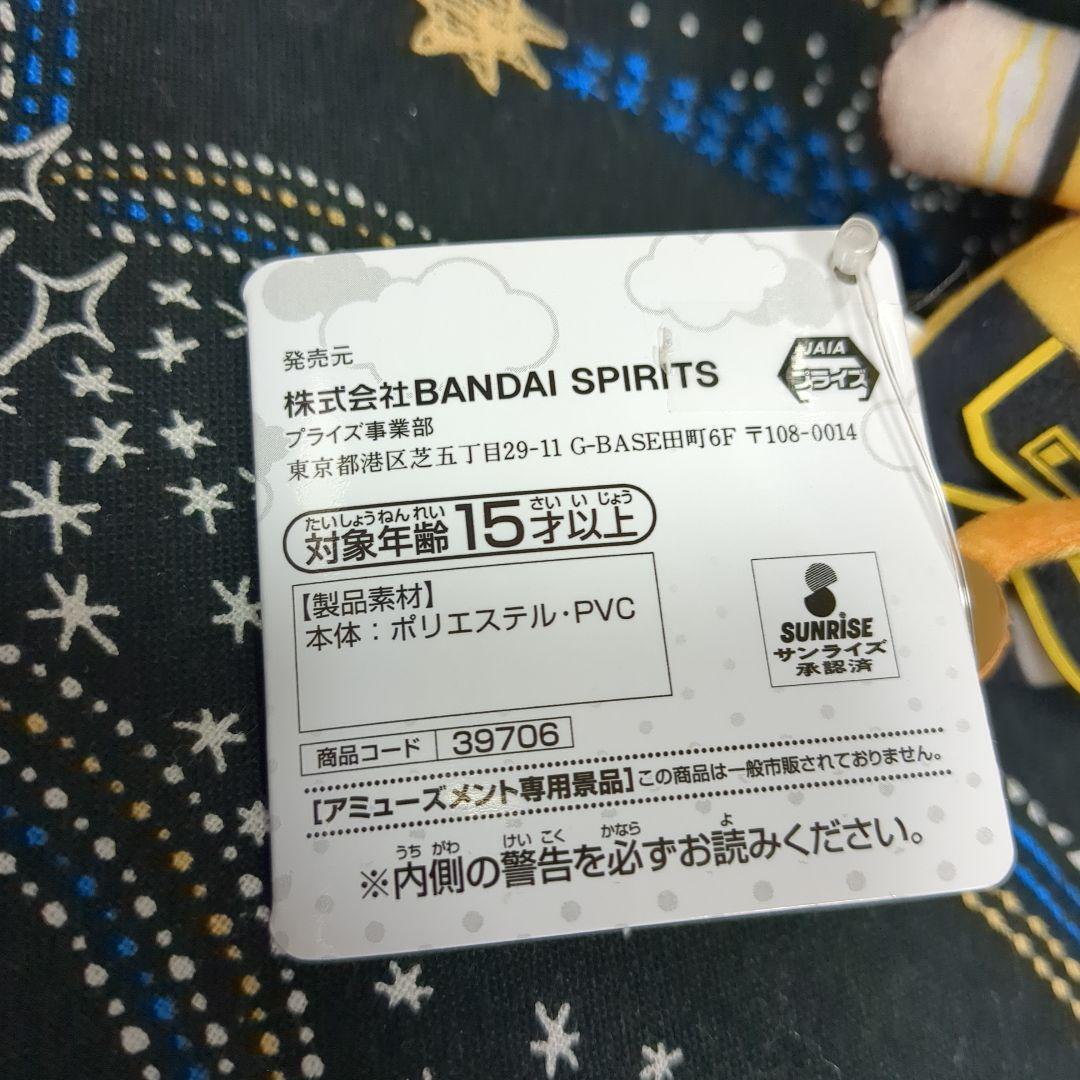 発売元
株式会社BANDAI SPIRITS
JAIA
プライズ
プライズ事業部
東京都港区芝五丁目29-11 G-BASE田町6F 〒108-0014
たいしょうねんれい さい いじょう
対象年齢15才以上
【製品素材】
本体：ポリエステル・PVC
SUNRISE
サンライズ
承認済
商品コード 39706
[アミューズメント専用景品]この商品は一般市販されておりません。
うちがわ けいこく かなら よ
※内側の警告を必ずお読みください。